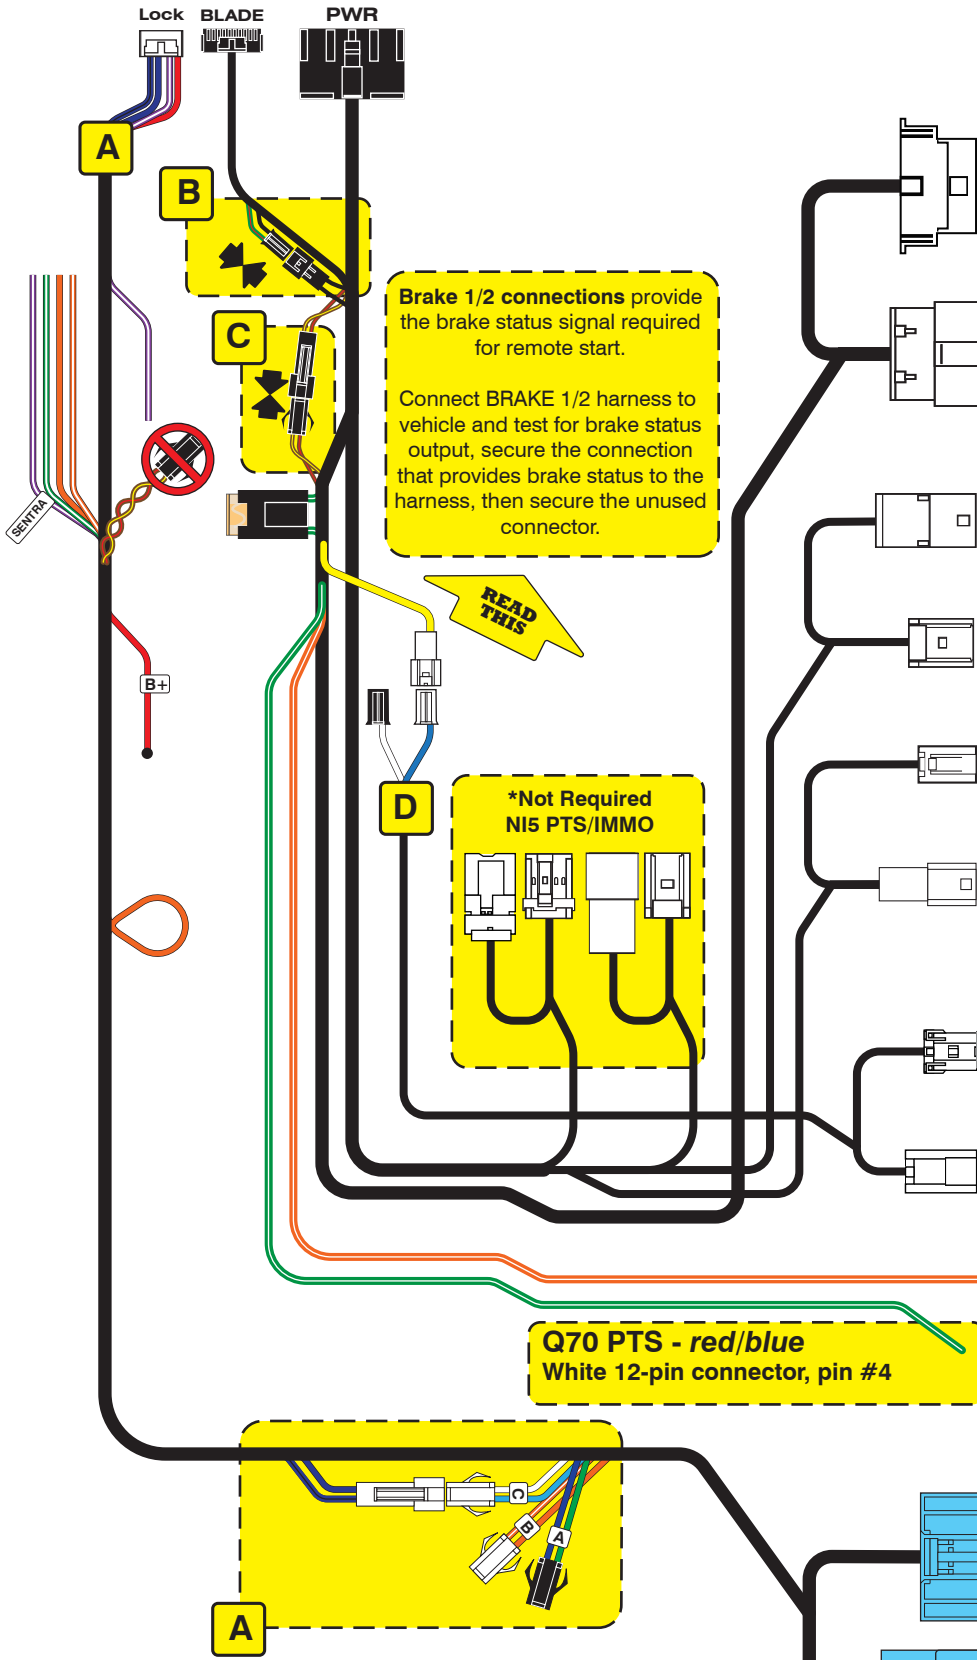 Lock BLADE PWR
A
B
C
Brake 1/2 connections provide
the brake status signal required
for remote start.
Connect BRAKE 1/2 harness to
vehicle and test for brake status
output, secure the connection
that provides brake status to the
harness, then secure the unused
connector.
SENTRA
READ
THIS
B+
D
*Not Required
NI5 PTS/IMMO
Q70 PTS - red/blue
White 12-pin connector, pin #4
C
B
A
A